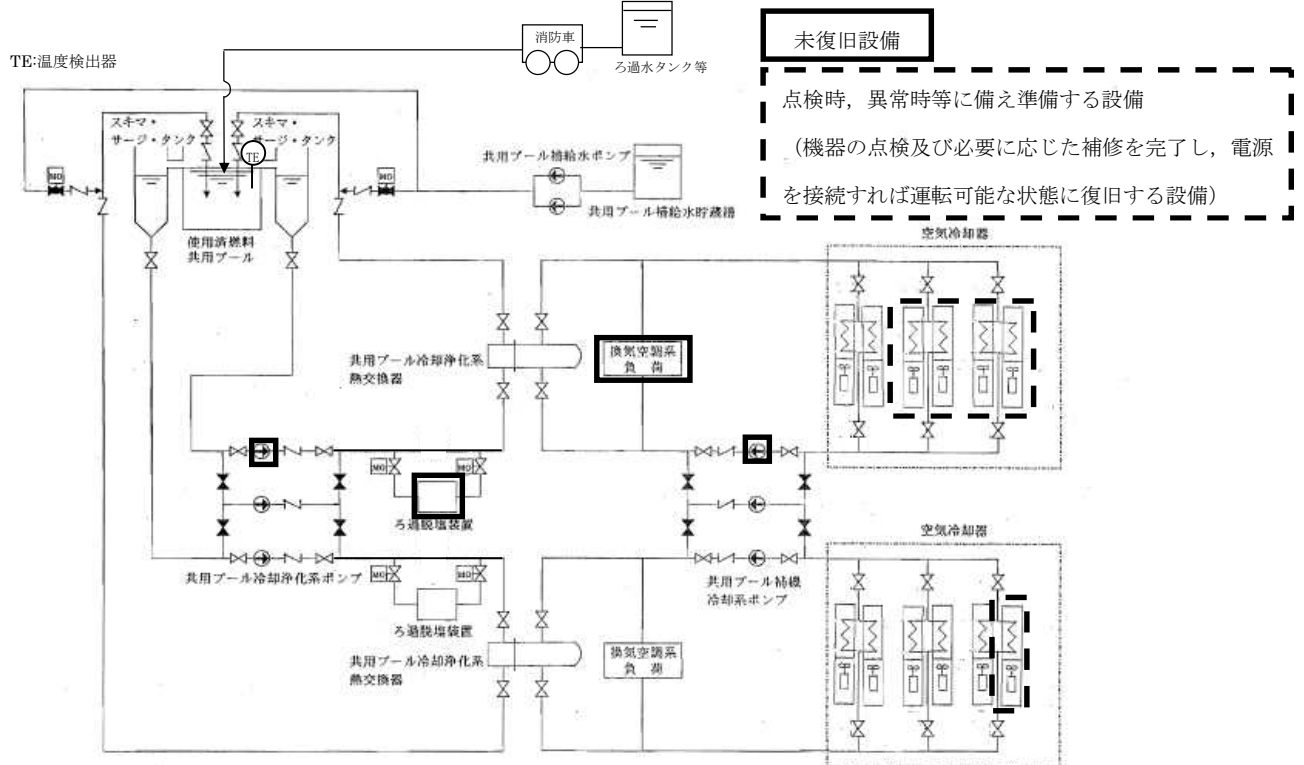 消防車
ろ過水タンク等
未復旧設備
TE:温度検出器
点検時，異常時等に備え準備する設備
（機器の点検及び必要に応じた補修を完了し，電源
を接続すれば運転可能な状態に復旧する設備）
スキマ・
サージ・タンク
スキマ・
サージ・タンク
TE
MO
MO
共用プール補給水ポンプ
共用プール補給水貯蔵槽
使用済燃料
共用プール
空気冷却器
共用プール冷却浄化系
熱交換器
換気空調系
負荷
MO
MO
ろ過脱塩装置
空気冷却器
共用プール冷却浄化系ポンプ
MO
MO
共用プール補機
冷却系ポンプ
ろ過脱塩装置
共用プール冷却浄化系
熱交換器
換気空調系
負荷